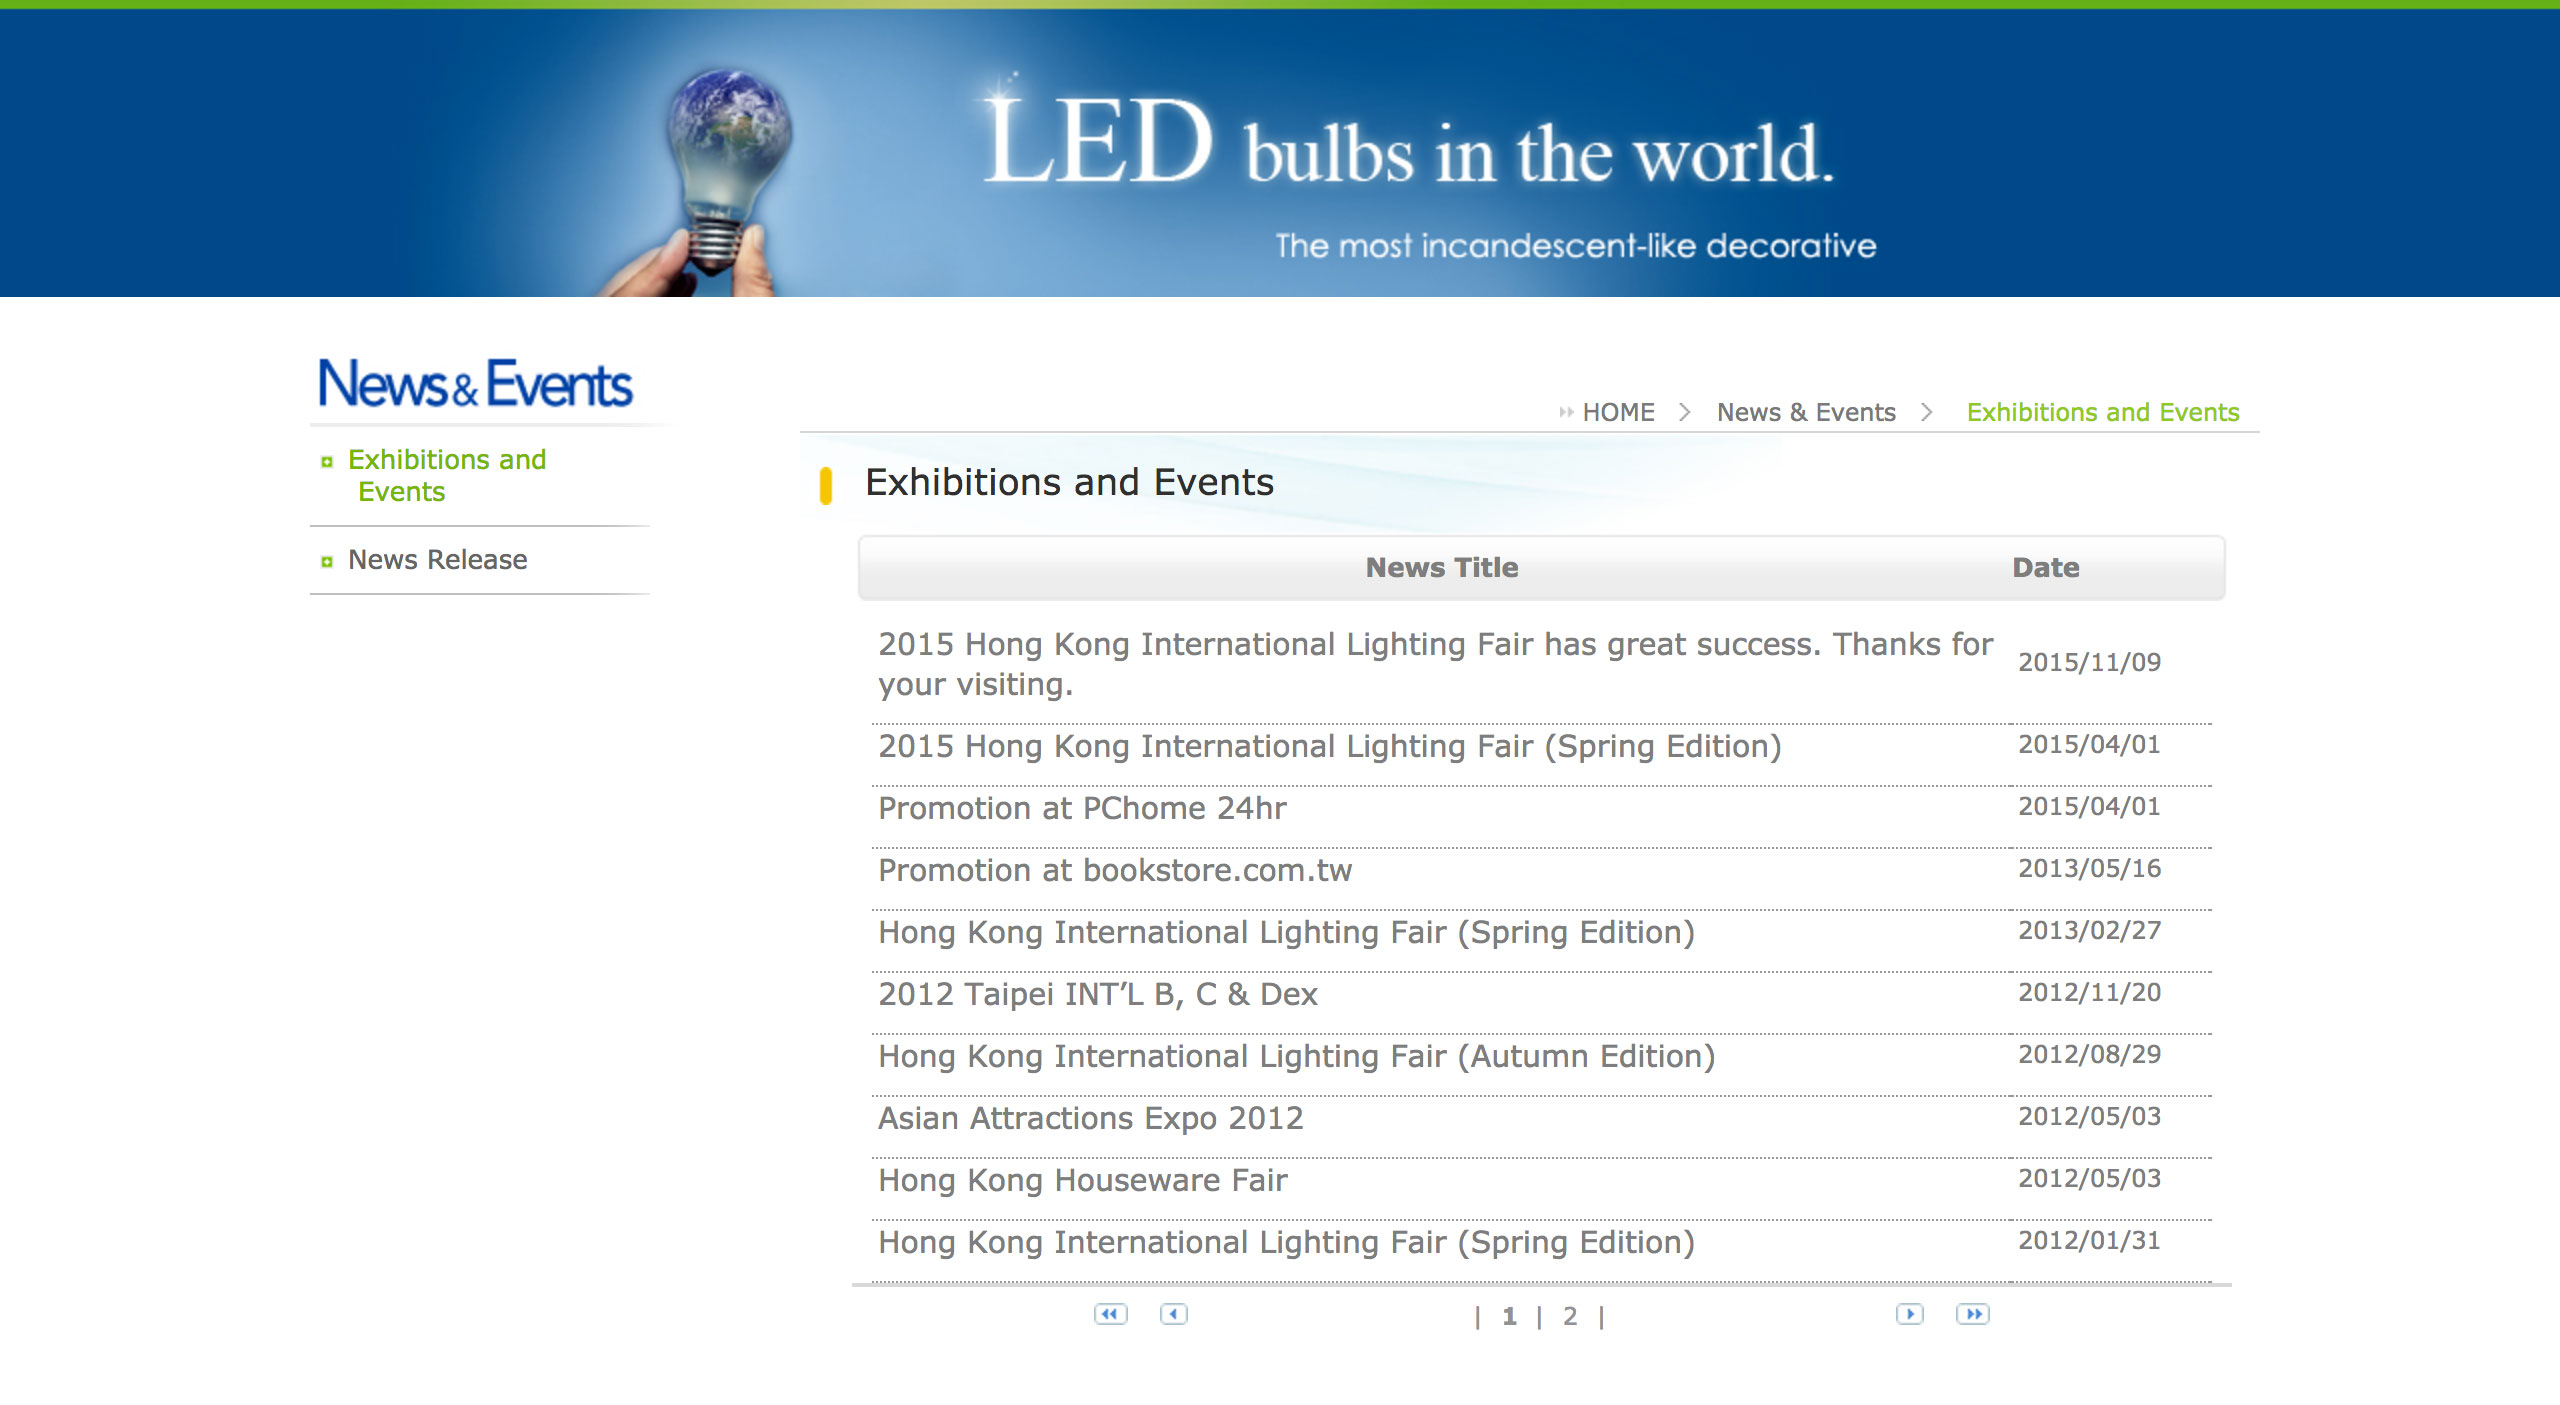 LED bulbs in the world.
The most incandescent-like decorative
News & Events
HOME > News & Events > Exhibitions and Events
Exhibitions and
Events
News Release
Exhibitions and Events
News Title Date
2015 Hong Kong International Lighting Fair has great success. Thanks for
your visiting.
2015/11/09
2015 Hong Kong International Lighting Fair (Spring Edition) 2015/04/01
Promotion at PChome 24hr 2015/04/01
Promotion at bookstore.com.tw 2013/05/16
Hong Kong International Lighting Fair (Spring Edition) 2013/02/27
2012 Taipei INT’L B, C & Dex 2012/11/20
Hong Kong International Lighting Fair (Autumn Edition) 2012/08/29
Asian Attractions Expo 2012 2012/05/03
Hong Kong Houseware Fair 2012/05/03
Hong Kong International Lighting Fair (Spring Edition) 2012/01/31
| 1 | 2 |